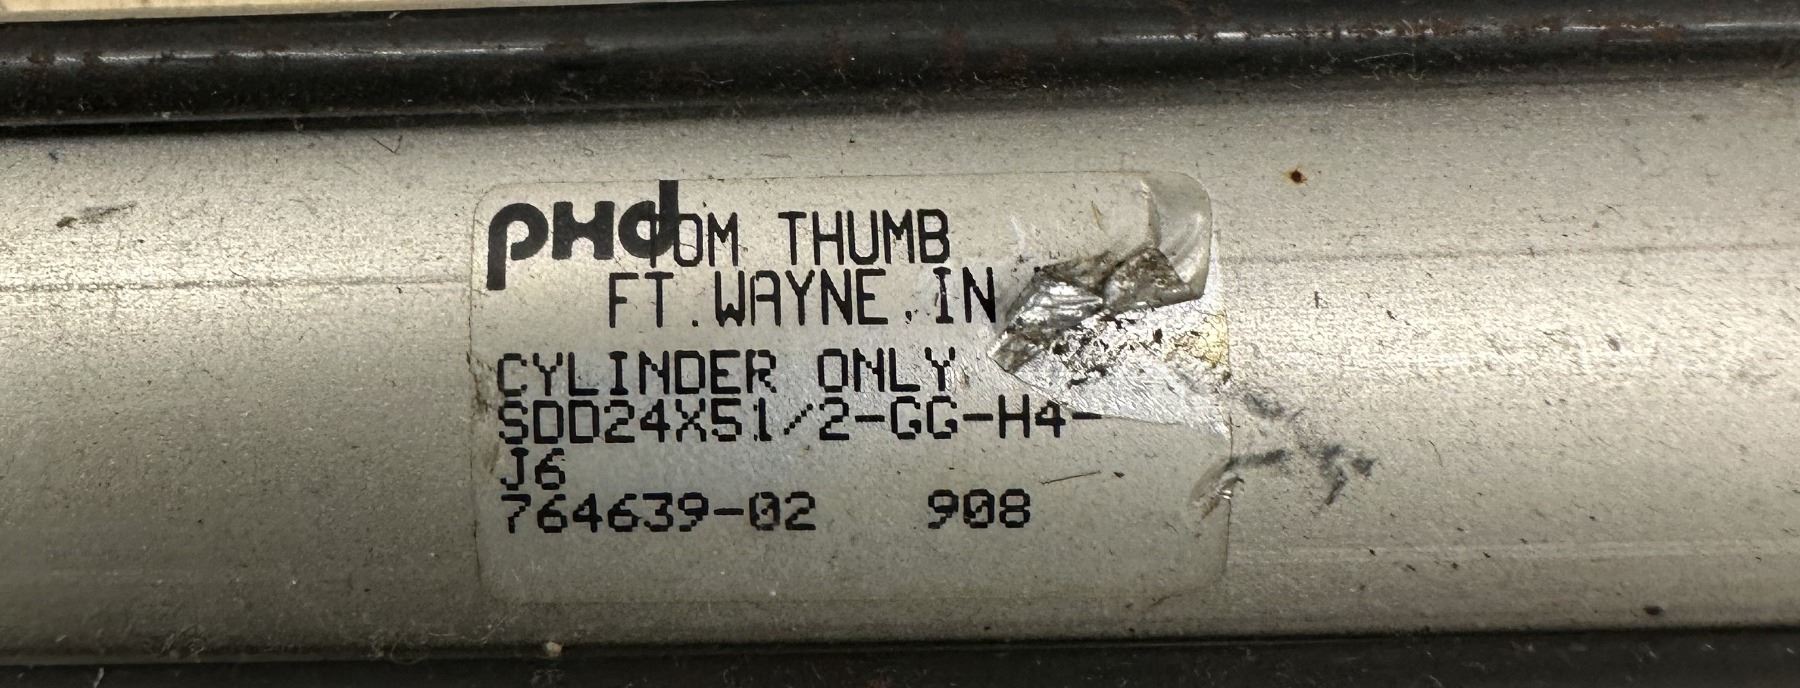 PHd TOM THUMB
FT. WAYNE, IN
CYLINDER ONLY
SDD24X51/2-GG-H4-
J6
764639-02 908